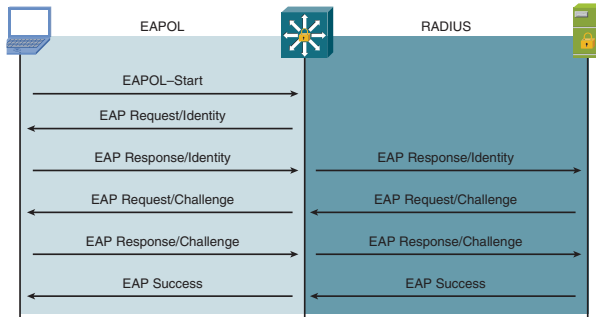 EAPOL
RADIUS
EAPOL–Start
EAP Request/Identity
EAP Response/Identity
EAP Response/Identity
EAP Request/Challenge
EAP Request/Challenge
EAP Response/Challenge
EAP Response/Challenge
EAP Success
EAP Success